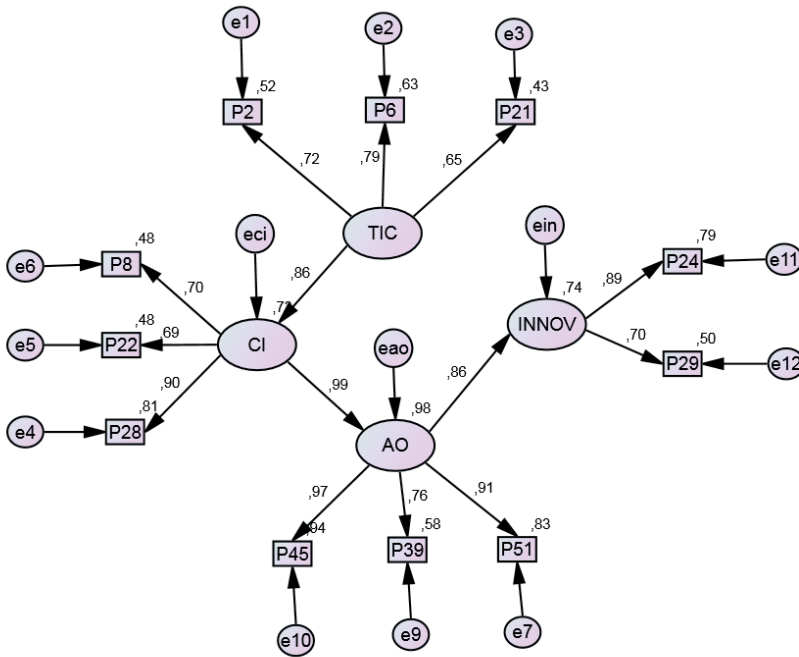 e1
e2
e3
,52
,63
,43
P2
P6
P21
,72
,79
,65
TIC
eci
ein
,48
,79
e6
P8
,86
P24
e11
,70
,89
,74
,73
INNOV
,48
,50
e5
P22
,69
CI
eao
,70
P29
e12
,90
,99
,86
,81
,98
e4
P28
AO
,97
,76
,91
,94
,58
,83
P45
P39
P51
e10
e9
e7